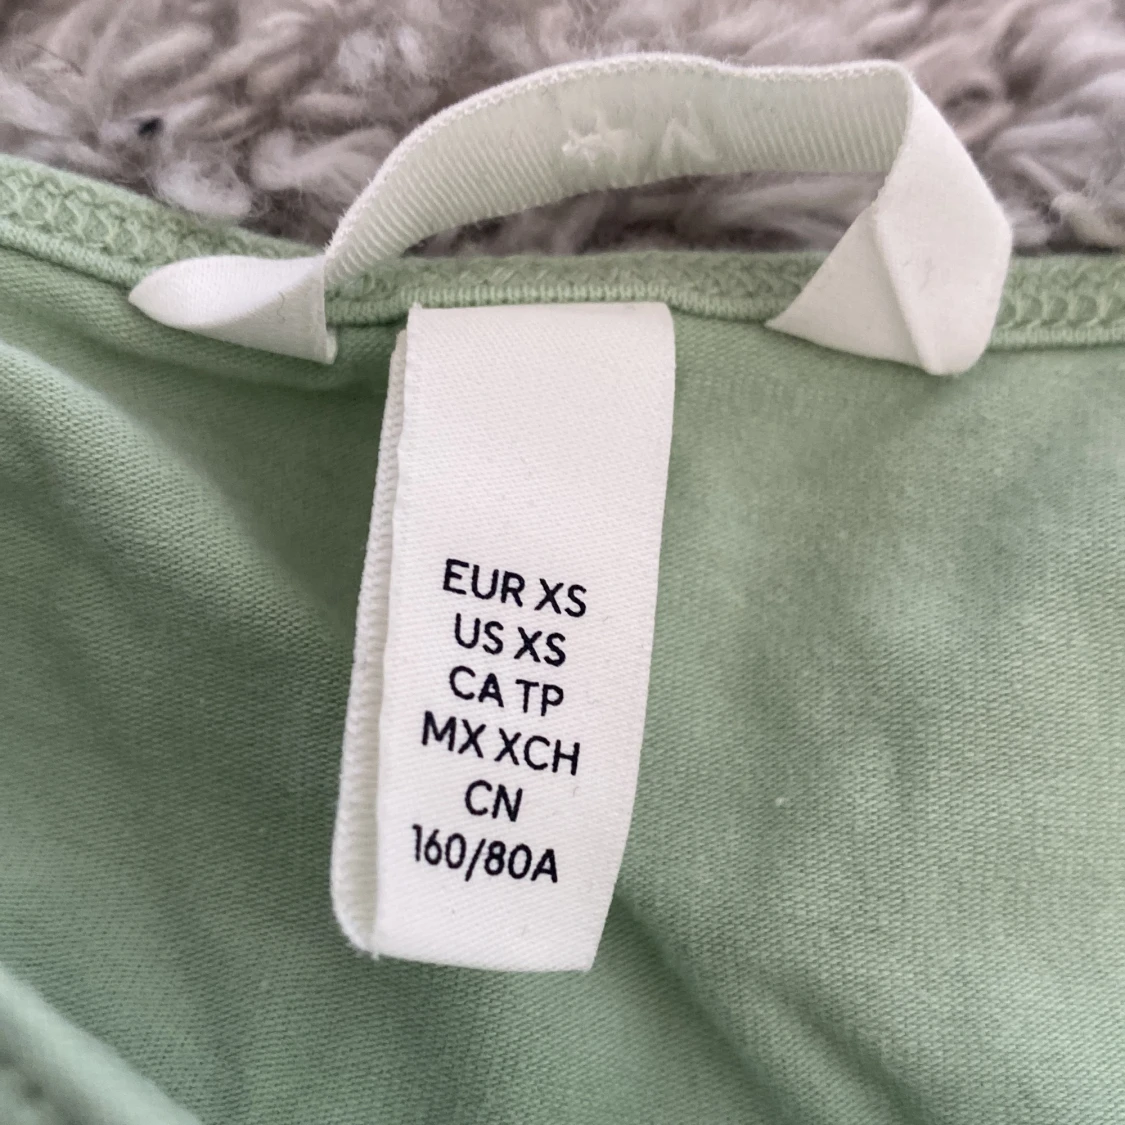 EUR XS
US XS
CA TP
MX XCH
CN
160/80A